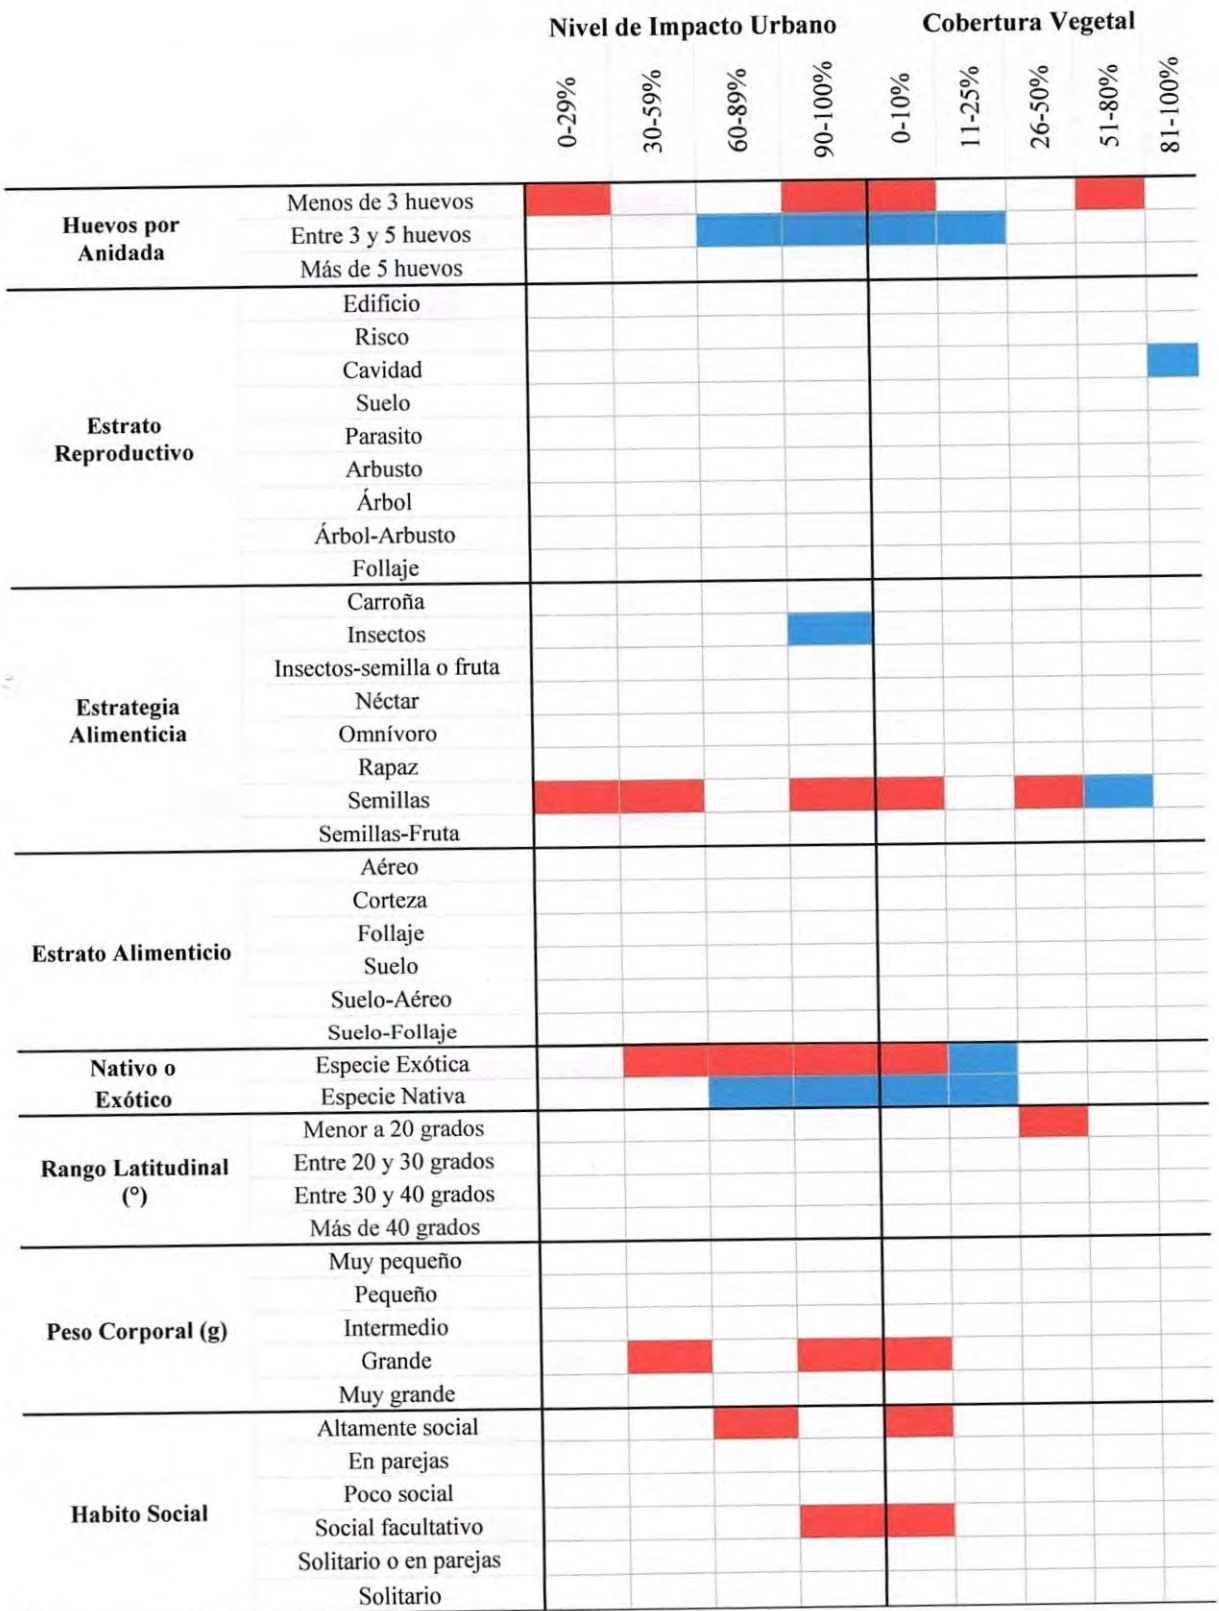 Nivel de Impacto Urbano Cobertura Vegetal
0-29% 30-59% 60-89% 90-100% 0-10% 11-25% 26-50% 51-80% 81-100%
Huevos por
Anidada
Menos de 3 huevos
Entre 3 y 5 huevos
Más de 5 huevos
Estrato
Reproductivo
Edificio
Risco
Cavidad
Suelo
Parasito
Arbusto
Árbol
Árbol-Arbusto
Follaje
Estrategia
Alimenticia
Carroña
Insectos
Insectos-semilla o fruta
Néctar
Omnívoro
Rapaz
Semillas
Semillas-Fruta
Estrato Alimenticio
Aéreo
Corteza
Follaje
Suelo
Suelo-Aéreo
Suelo-Follaje
Nativo o
Exótico
Especie Exótica
Especie Nativa
Rango Latitudinal
(°)
Menor a 20 grados
Entre 20 y 30 grados
Entre 30 y 40 grados
Más de 40 grados
Peso Corporal (g)
Muy pequeño
Pequeño
Intermedio
Grande
Muy grande
Habito Social
Altamente social
En parejas
Poco social
Social facultativo
Solitario o en parejas
Solitario